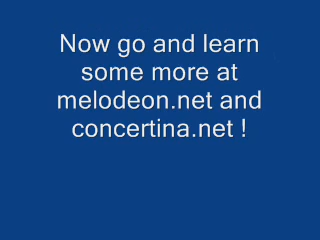 Now go and learn
some more at
melodeon.net and
concertina.net !